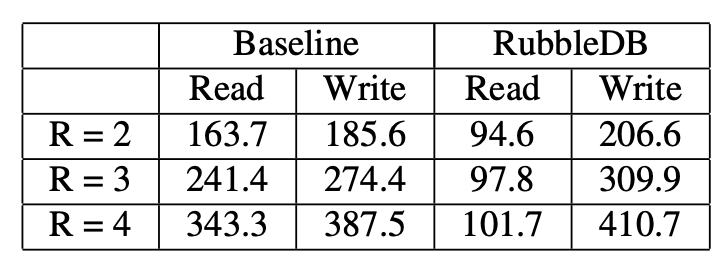 Baseline RubbleDB
Read Write Read Write
R = 2 163.7 185.6 94.6 206.6
R = 3 241.4 274.4 97.8 309.9
R = 4 343.3 387.5 101.7 410.7